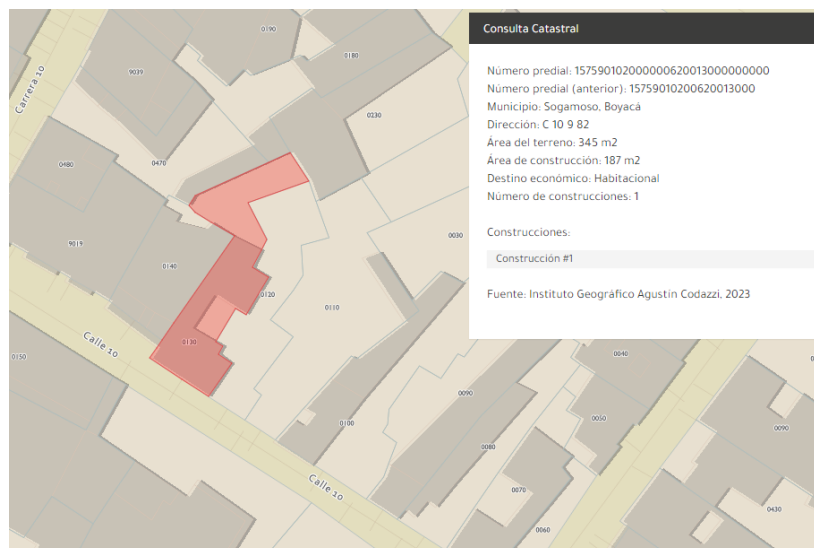 Consulta Catastral
Número predial: 157590102000000620013000000000
Número predial (anterior): 15759010200620013000
Municipio: Sogamoso, Boyacá
Dirección: C 10 9 82
Área del terreno: 345 m2
Área de construcción: 187 m2
Destino económico: Habitacional
Número de construcciones: 1
Construcciones:
Construcción #1
Fuente: Instituto Geográfico Agustín Codazzi, 2023
Carrera 10
0190
0180
9039
0230
0470
0480
9019
0030
0140
0120
0110
0130
Calle 10
0150
0040
0090
0050
0100
0090
0080
0070
Calle 10
0430
0060